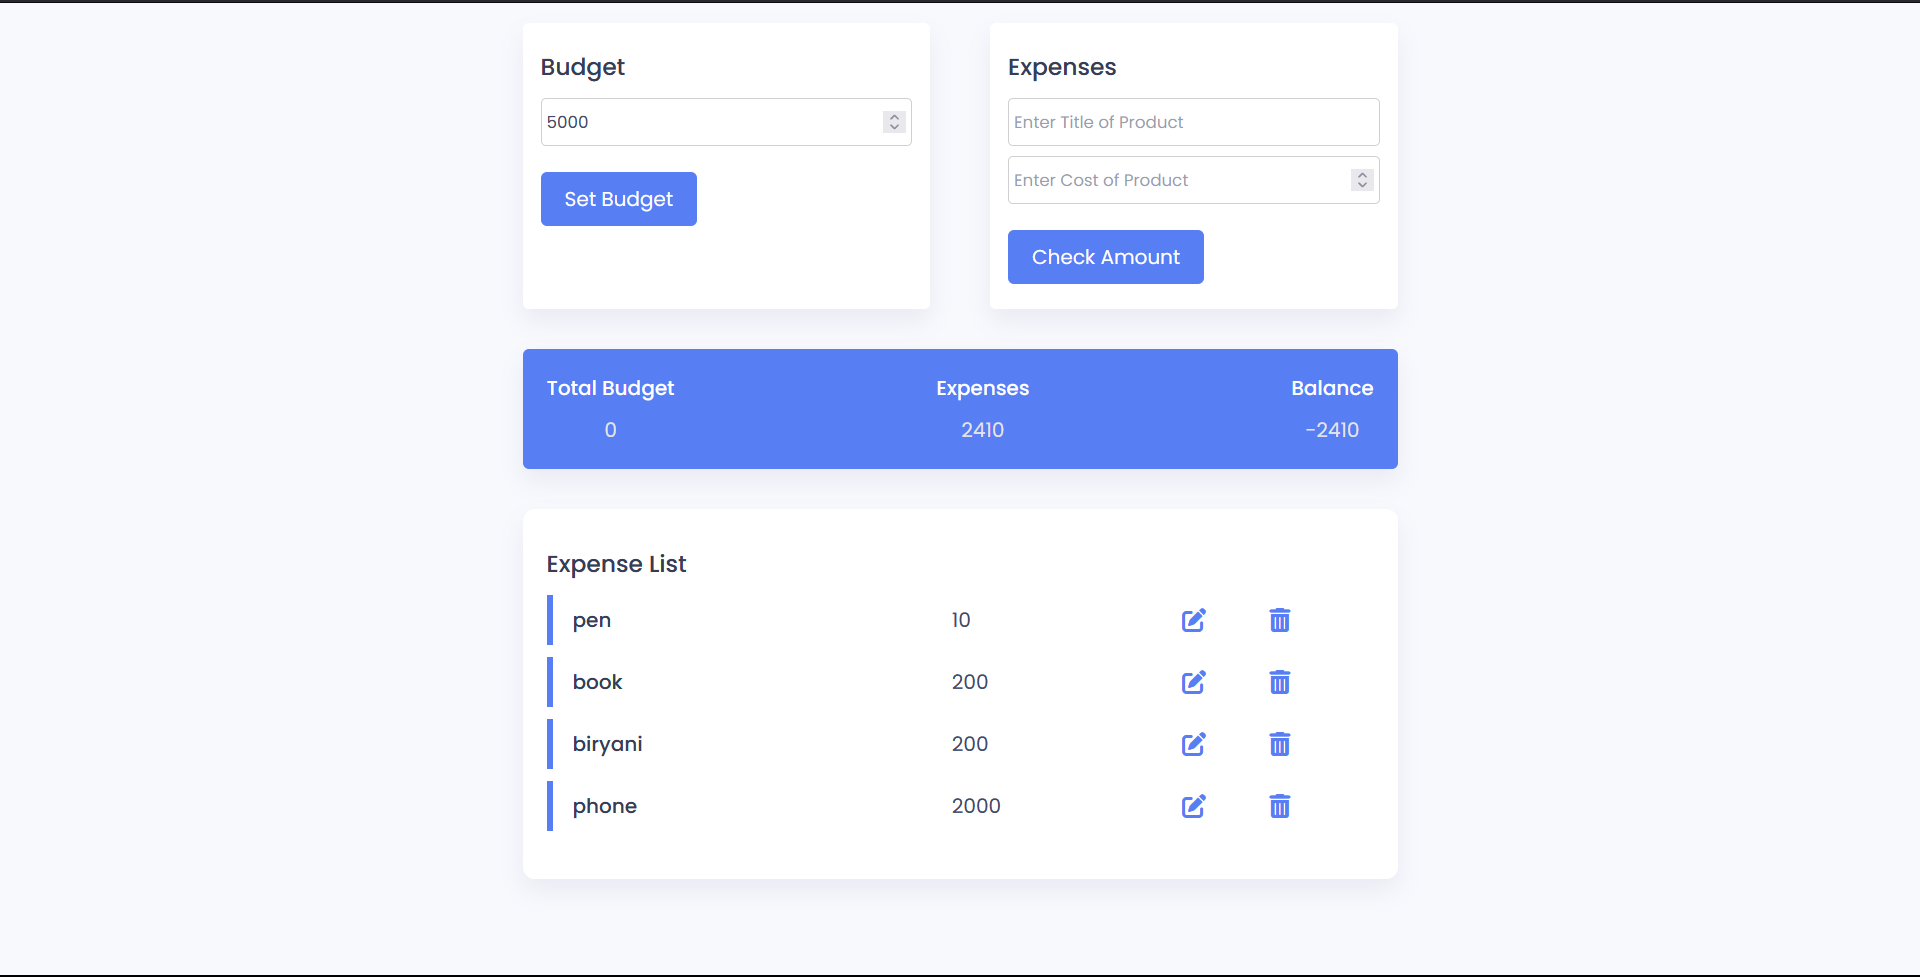 Budget
5000
Set Budget
Expenses
Enter Title of Product
Enter Cost of Product
Check Amount
Total Budget Expenses Balance
0 2410 -2410
Expense List
pen 10
book 200
biryani 200
phone 2000